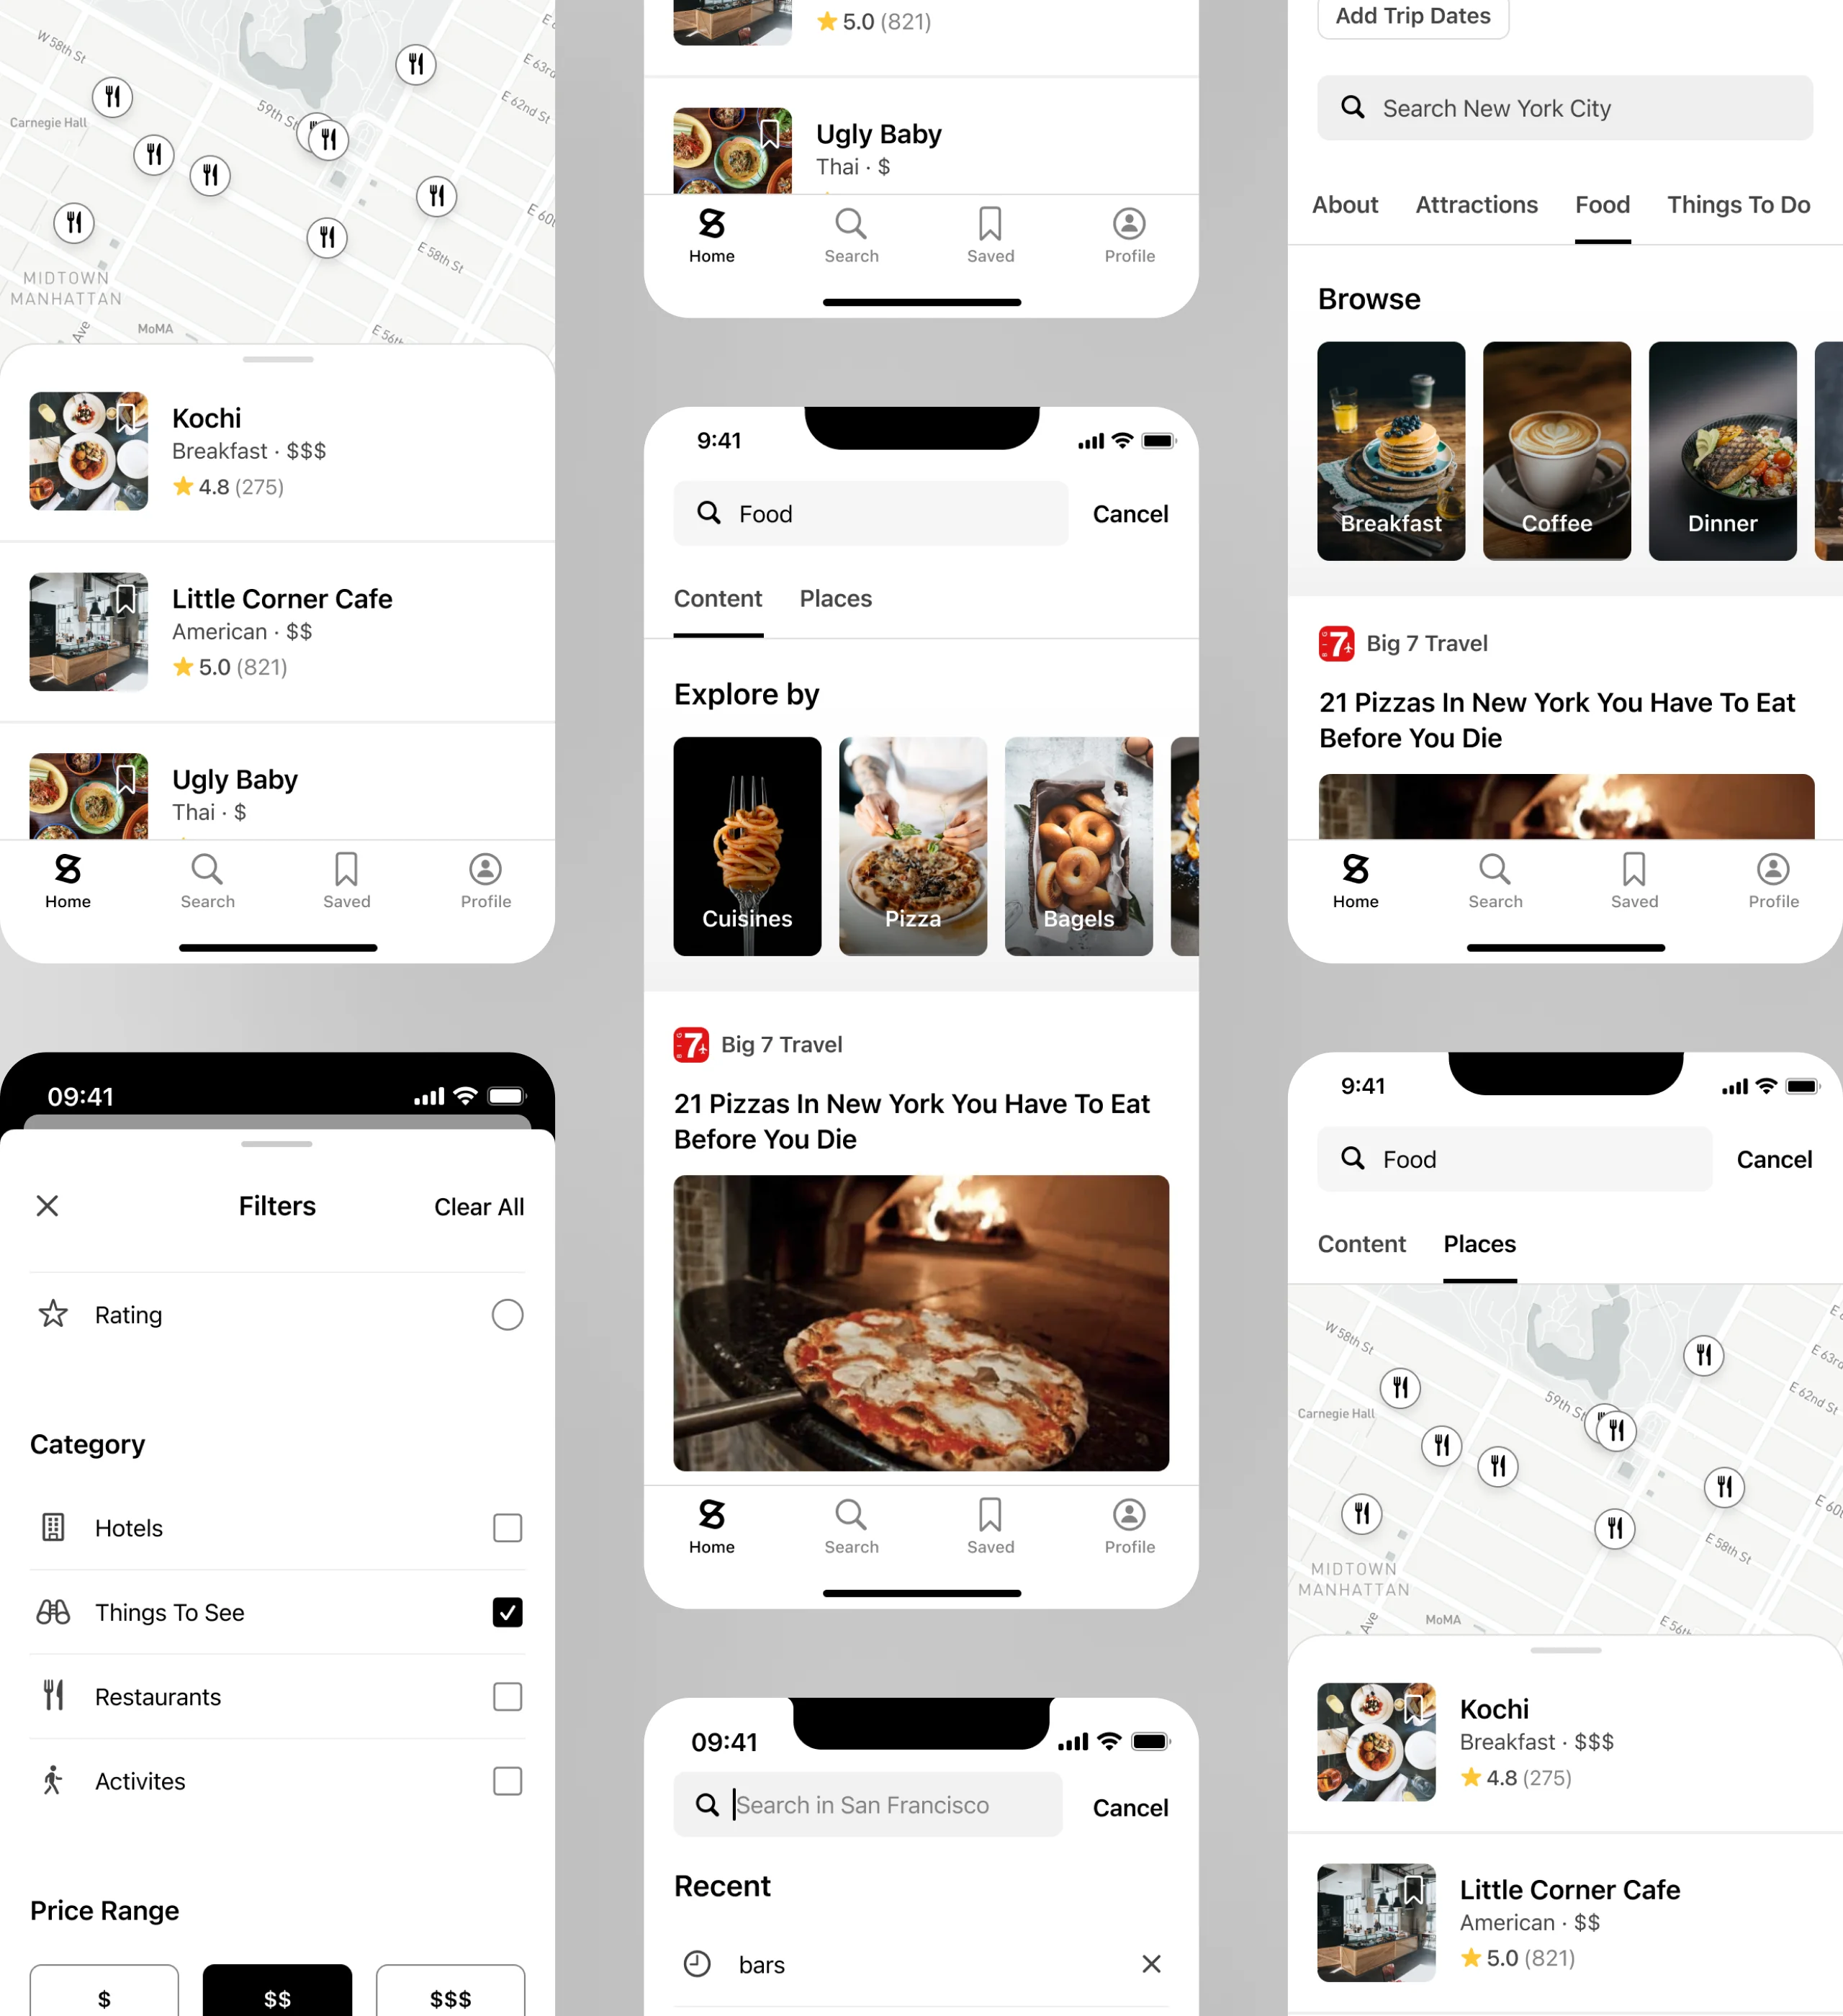 W 58th St
59th St
E 63rd
E 62nd St
Carnegie Hall
E 60
E 58th St
MIDTOWN
MANHATTAN
Ave
MoMA
E 56th
Kochi
Breakfast · $$$
4.8 (275)
Little Corner Cafe
American · $$
5.0 (821)
Ugly Baby
Thai · $
Home
Search
Saved
Profile
09:41
Filters
Clear All
Rating
Category
Hotels
Things To See
Restaurants
Activites
Price Range
$
$$
$$$
5.0 (821)
Ugly Baby
Thai · $
Home
Search
Saved
Profile
9:41
Food
Cancel
Content
Places
Explore by
Cuisines
Pizza
Bagels
7
Big 7 Travel
21 Pizzas In New York You Have To Eat
Before You Die
Home
Search
Saved
Profile
09:41
Search in San Francisco
Cancel
Recent
bars
Add Trip Dates
Search New York City
About
Attractions
Food
Things To Do
Browse
Breakfast
Coffee
Dinner
7
Big 7 Travel
21 Pizzas In New York You Have To Eat
Before You Die
Home
Search
Saved
Profile
9:41
Food
Cancel
Content
Places
W 58th St
59th St
E 63rd
E 62nd St
Carnegie Hall
E 60
E 58th St
MIDTOWN
MANHATTAN
Ave
MoMA
E 56th
Kochi
Breakfast · $$$
4.8 (275)
Little Corner Cafe
American · $$
5.0 (821)